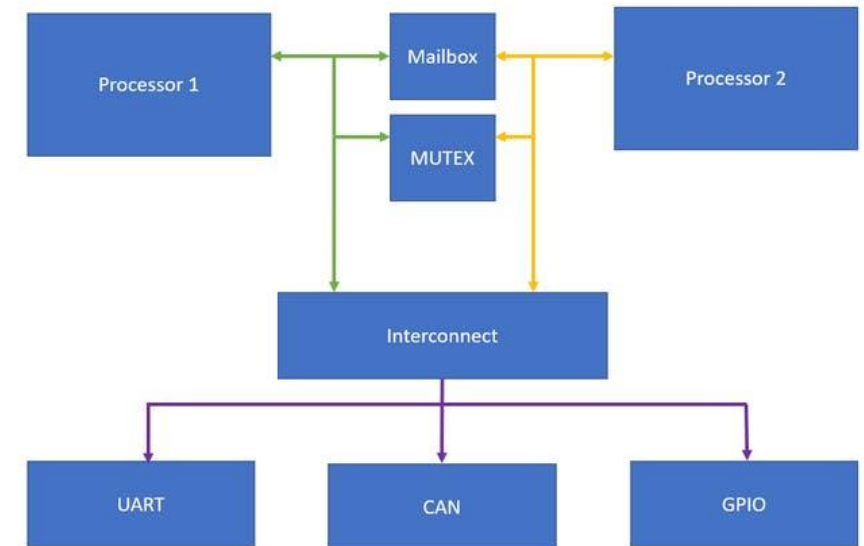 Processor 1
Mailbox
Processor 2
MUTEX
Interconnect
UART
CAN
GPIO